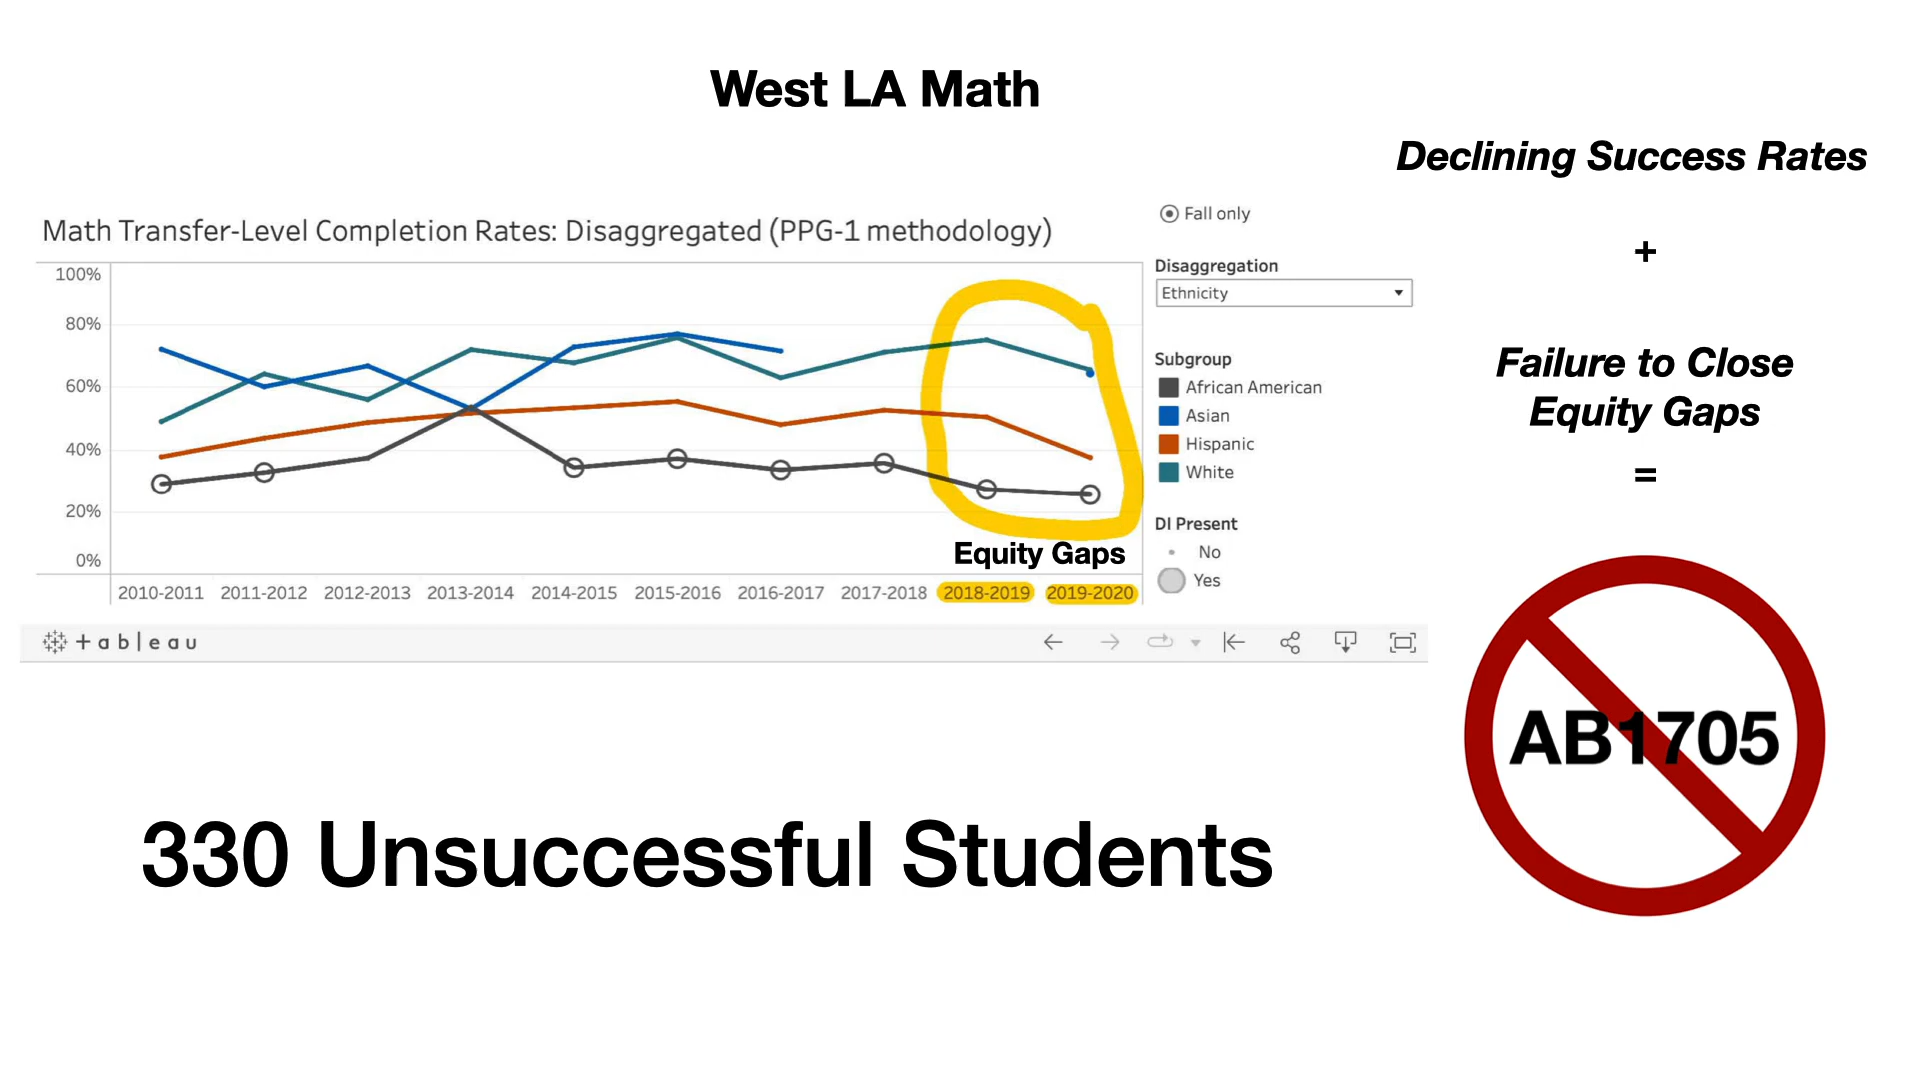 West LA Math
Declining Success Rates
+
Failure to Close
Equity Gaps
=
AB1705
Math Transfer-Level Completion Rates: Disaggregated (PPG-1 methodology)
100%
80%
60%
40%
20%
0%
Equity Gaps
2010-2011 2011-2012 2012-2013 2013-2014 2014-2015 2015-2016 2016-2017 2017-2018 2018-2019 2019-2020
Fall only
Disaggregation
Ethnicity
Subgroup
African American
Asian
Hispanic
White
DI Present
No
Yes
+ableau
330 Unsuccessful Students